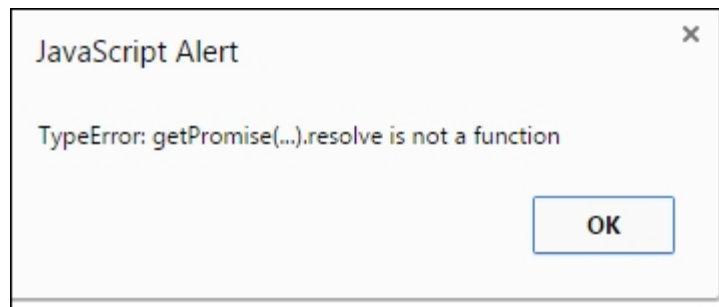 JavaScript Alert
TypeError: getPromise(...).resolve is not a function
OK